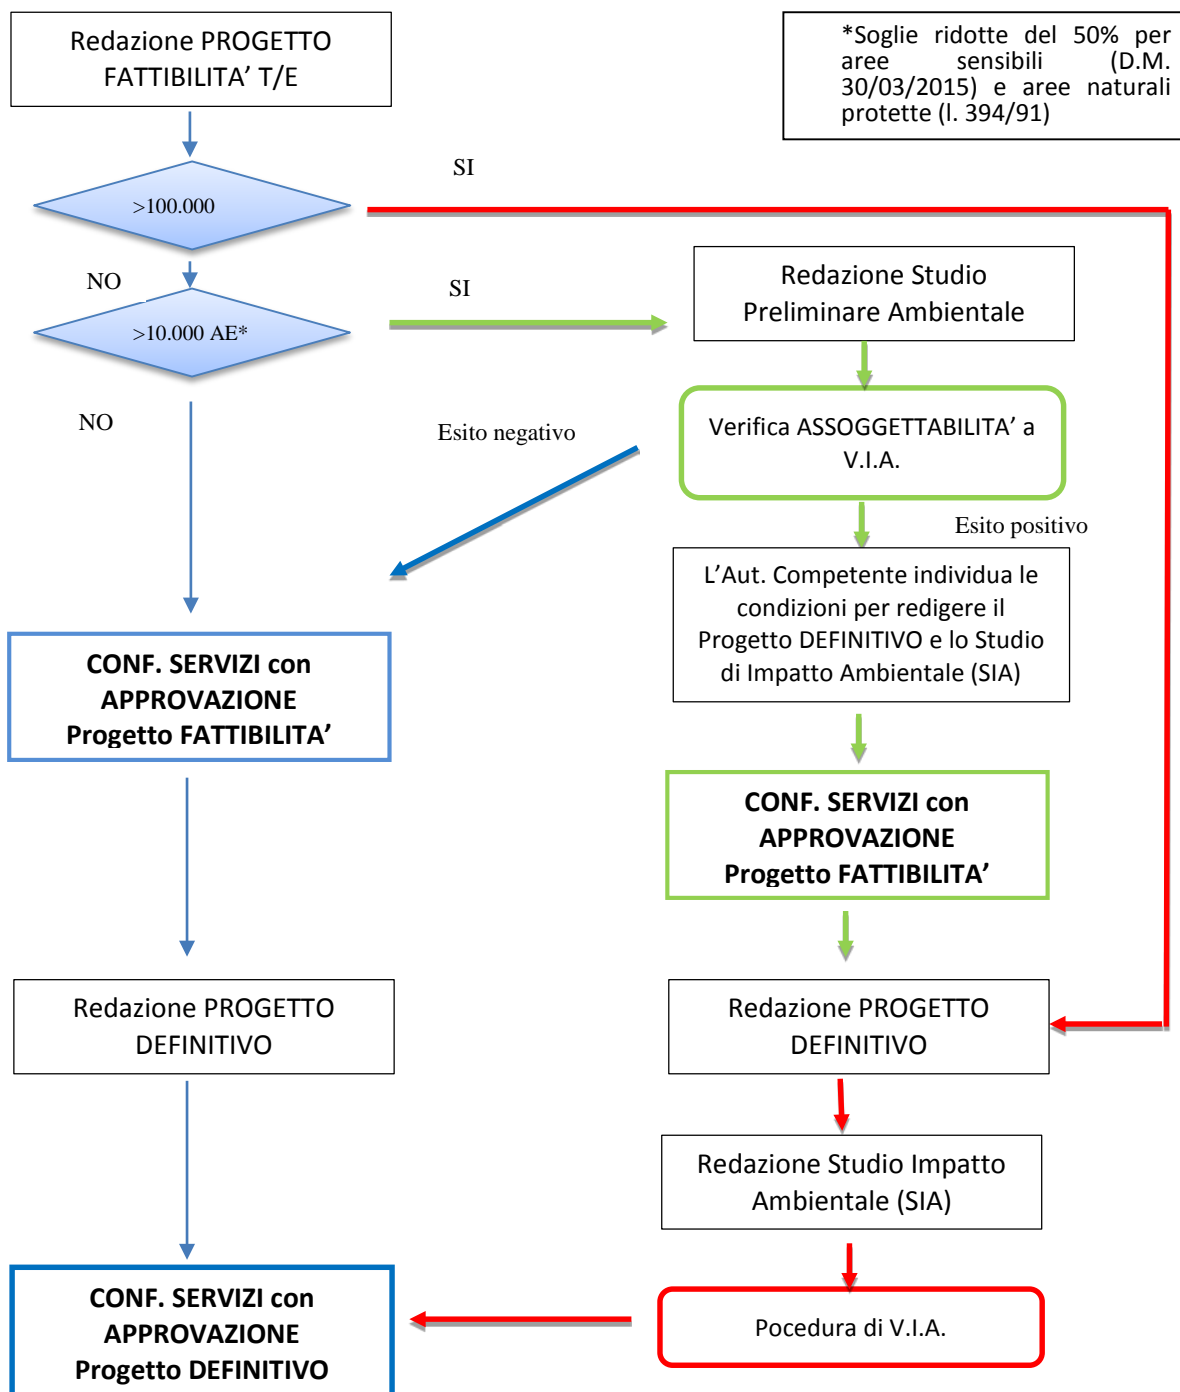 Redazione PROGETTO
FATTIBILITA’ T/E
*Soglie ridotte del 50% per
aree sensibili (D.M.
30/03/2015) e aree naturali
protette (l. 394/91)
SI
>100.000
NO
SI
Redazione Studio
Preliminare Ambientale
>10.000 AE*
NO
Esito negativo
Verifica ASSOGGETTABILITA’ a
V.I.A.
Esito positivo
L’Aut. Competente individua le
condizioni per redigere il
Progetto DEFINITIVO e lo Studio
di Impatto Ambientale (SIA)
CONF. SERVIZI con
APPROVAZIONE
Progetto FATTIBILITA’
CONF. SERVIZI con
APPROVAZIONE
Progetto FATTIBILITA’
Redazione PROGETTO
DEFINITIVO
Redazione PROGETTO
DEFINITIVO
Redazione Studio Impatto
Ambientale (SIA)
CONF. SERVIZI con
APPROVAZIONE
Progetto DEFINITIVO
Pocedura di V.I.A.